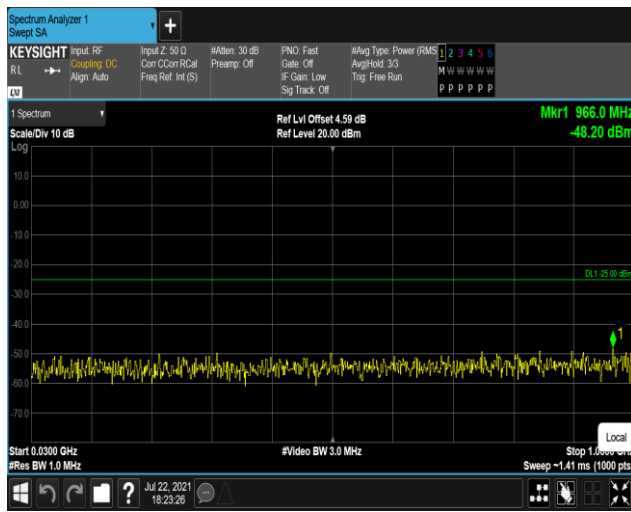 Spectrum Analyzer 1
Swept SA
+
KEYSIGHT
RL
Input: RF
Coupling: DC
Align: Auto
Input Z: 50 Ω
Corr CCorr RCal
Freq Ref: Int (S)
#Atten: 30 dB
Preamp: Off
PNO: Fast
Gate: Off
IF Gain: Low
Sig Track: Off
#Avg Type: Power (RMS
Avg|Hold: 3/3
Trig: Free Run
1 2 3 4 5 6
M W W W W W
P P P P P P
1 Spectrum
Scale/Div 10 dB
Log
Ref Lvl Offset 4.59 dB
Ref Level 20.00 dBm
Mkr1 966.0 MHz
-48.20 dBm
10.0
0.00
-10.0
-20.0
-30.0
-40.0
-50.0
-60.0
-70.0
DL1 -25.00 dBm
1
Local
Start 0.0300 GHz
#Res BW 1.0 MHz
#Video BW 3.0 MHz
Stop
Sweep ~1.41 ms (1000 pts
?
Jul 22, 2021
18:23:26